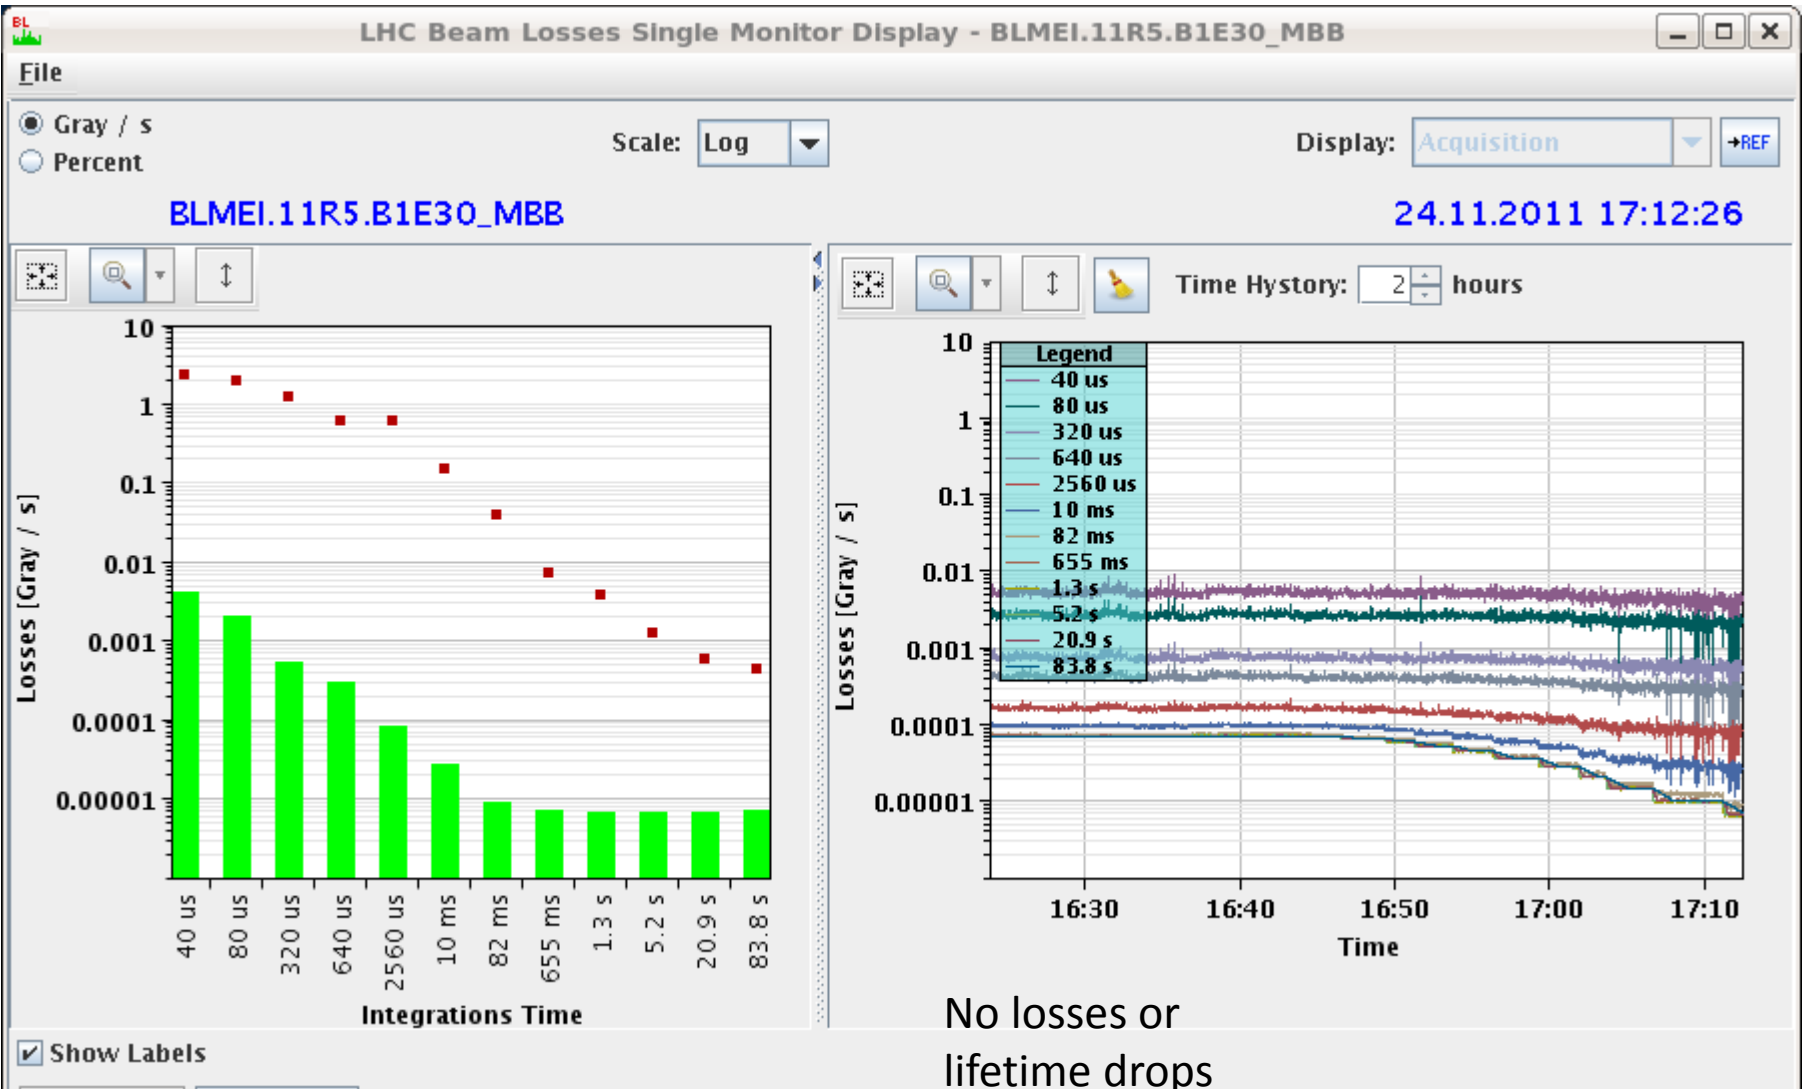 BL
LHC Beam Losses Single Monitor Display - BLMEI.11R5.B1E30_MBB
File
Gray / s
Percent
Scale: Log
Display: Acquisition
→REF
BLMEI.11R5.B1E30_MBB
24.11.2011 17:12:26
Time Hystory: 2 hours
10
1
0.1
0.01
0.001
0.0001
0.00001
Losses [Gray / s]
40 us
80 us
320 us
640 us
2560 us
10 ms
82 ms
655 ms
1.3 s
5.2 s
20.9 s
83.8 s
Integrations Time
10
1
0.1
0.01
0.001
0.0001
0.00001
Losses [Gray / s]
Legend
40 us
80 us
320 us
640 us
2560 us
10 ms
82 ms
655 ms
1.3 s
5.2 s
20.9 s
83.8 s
16:30
16:40
16:50
17:00
17:10
Time
No losses or
lifetime drops
Show Labels